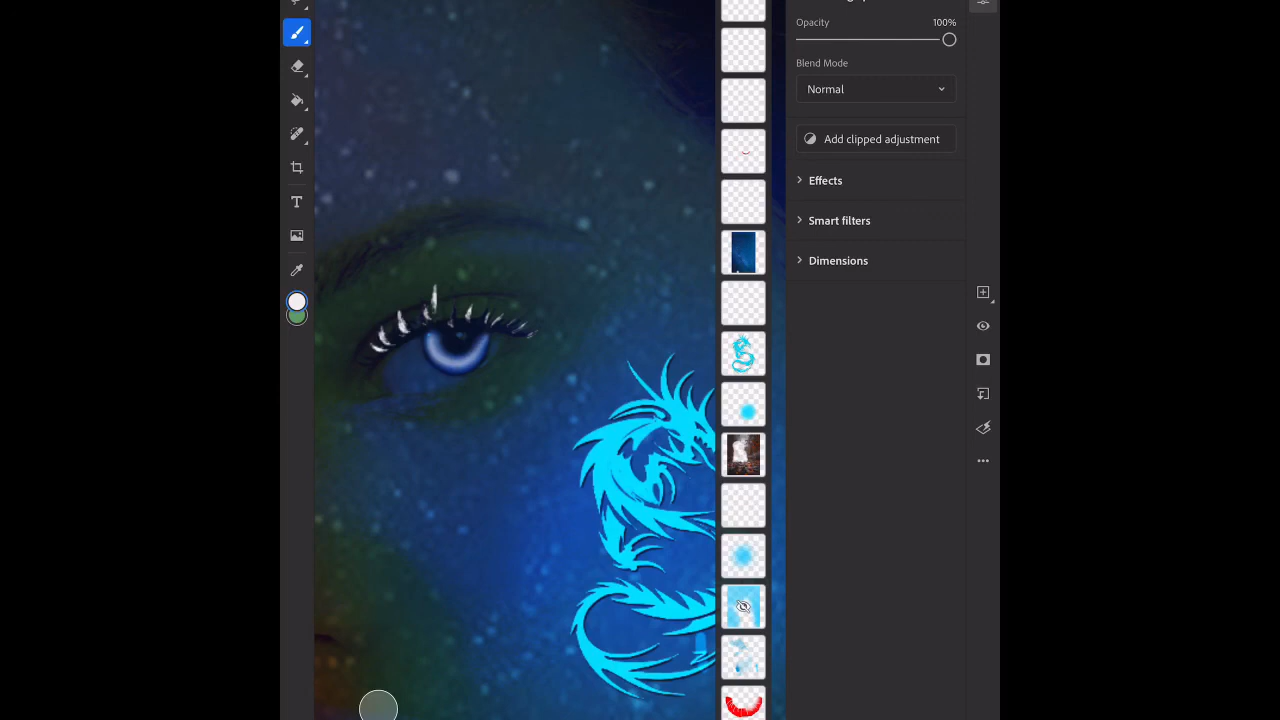 Opacity 100%
Blend Mode
Normal
Add clipped adjustment
Effects
Smart filters
Dimensions